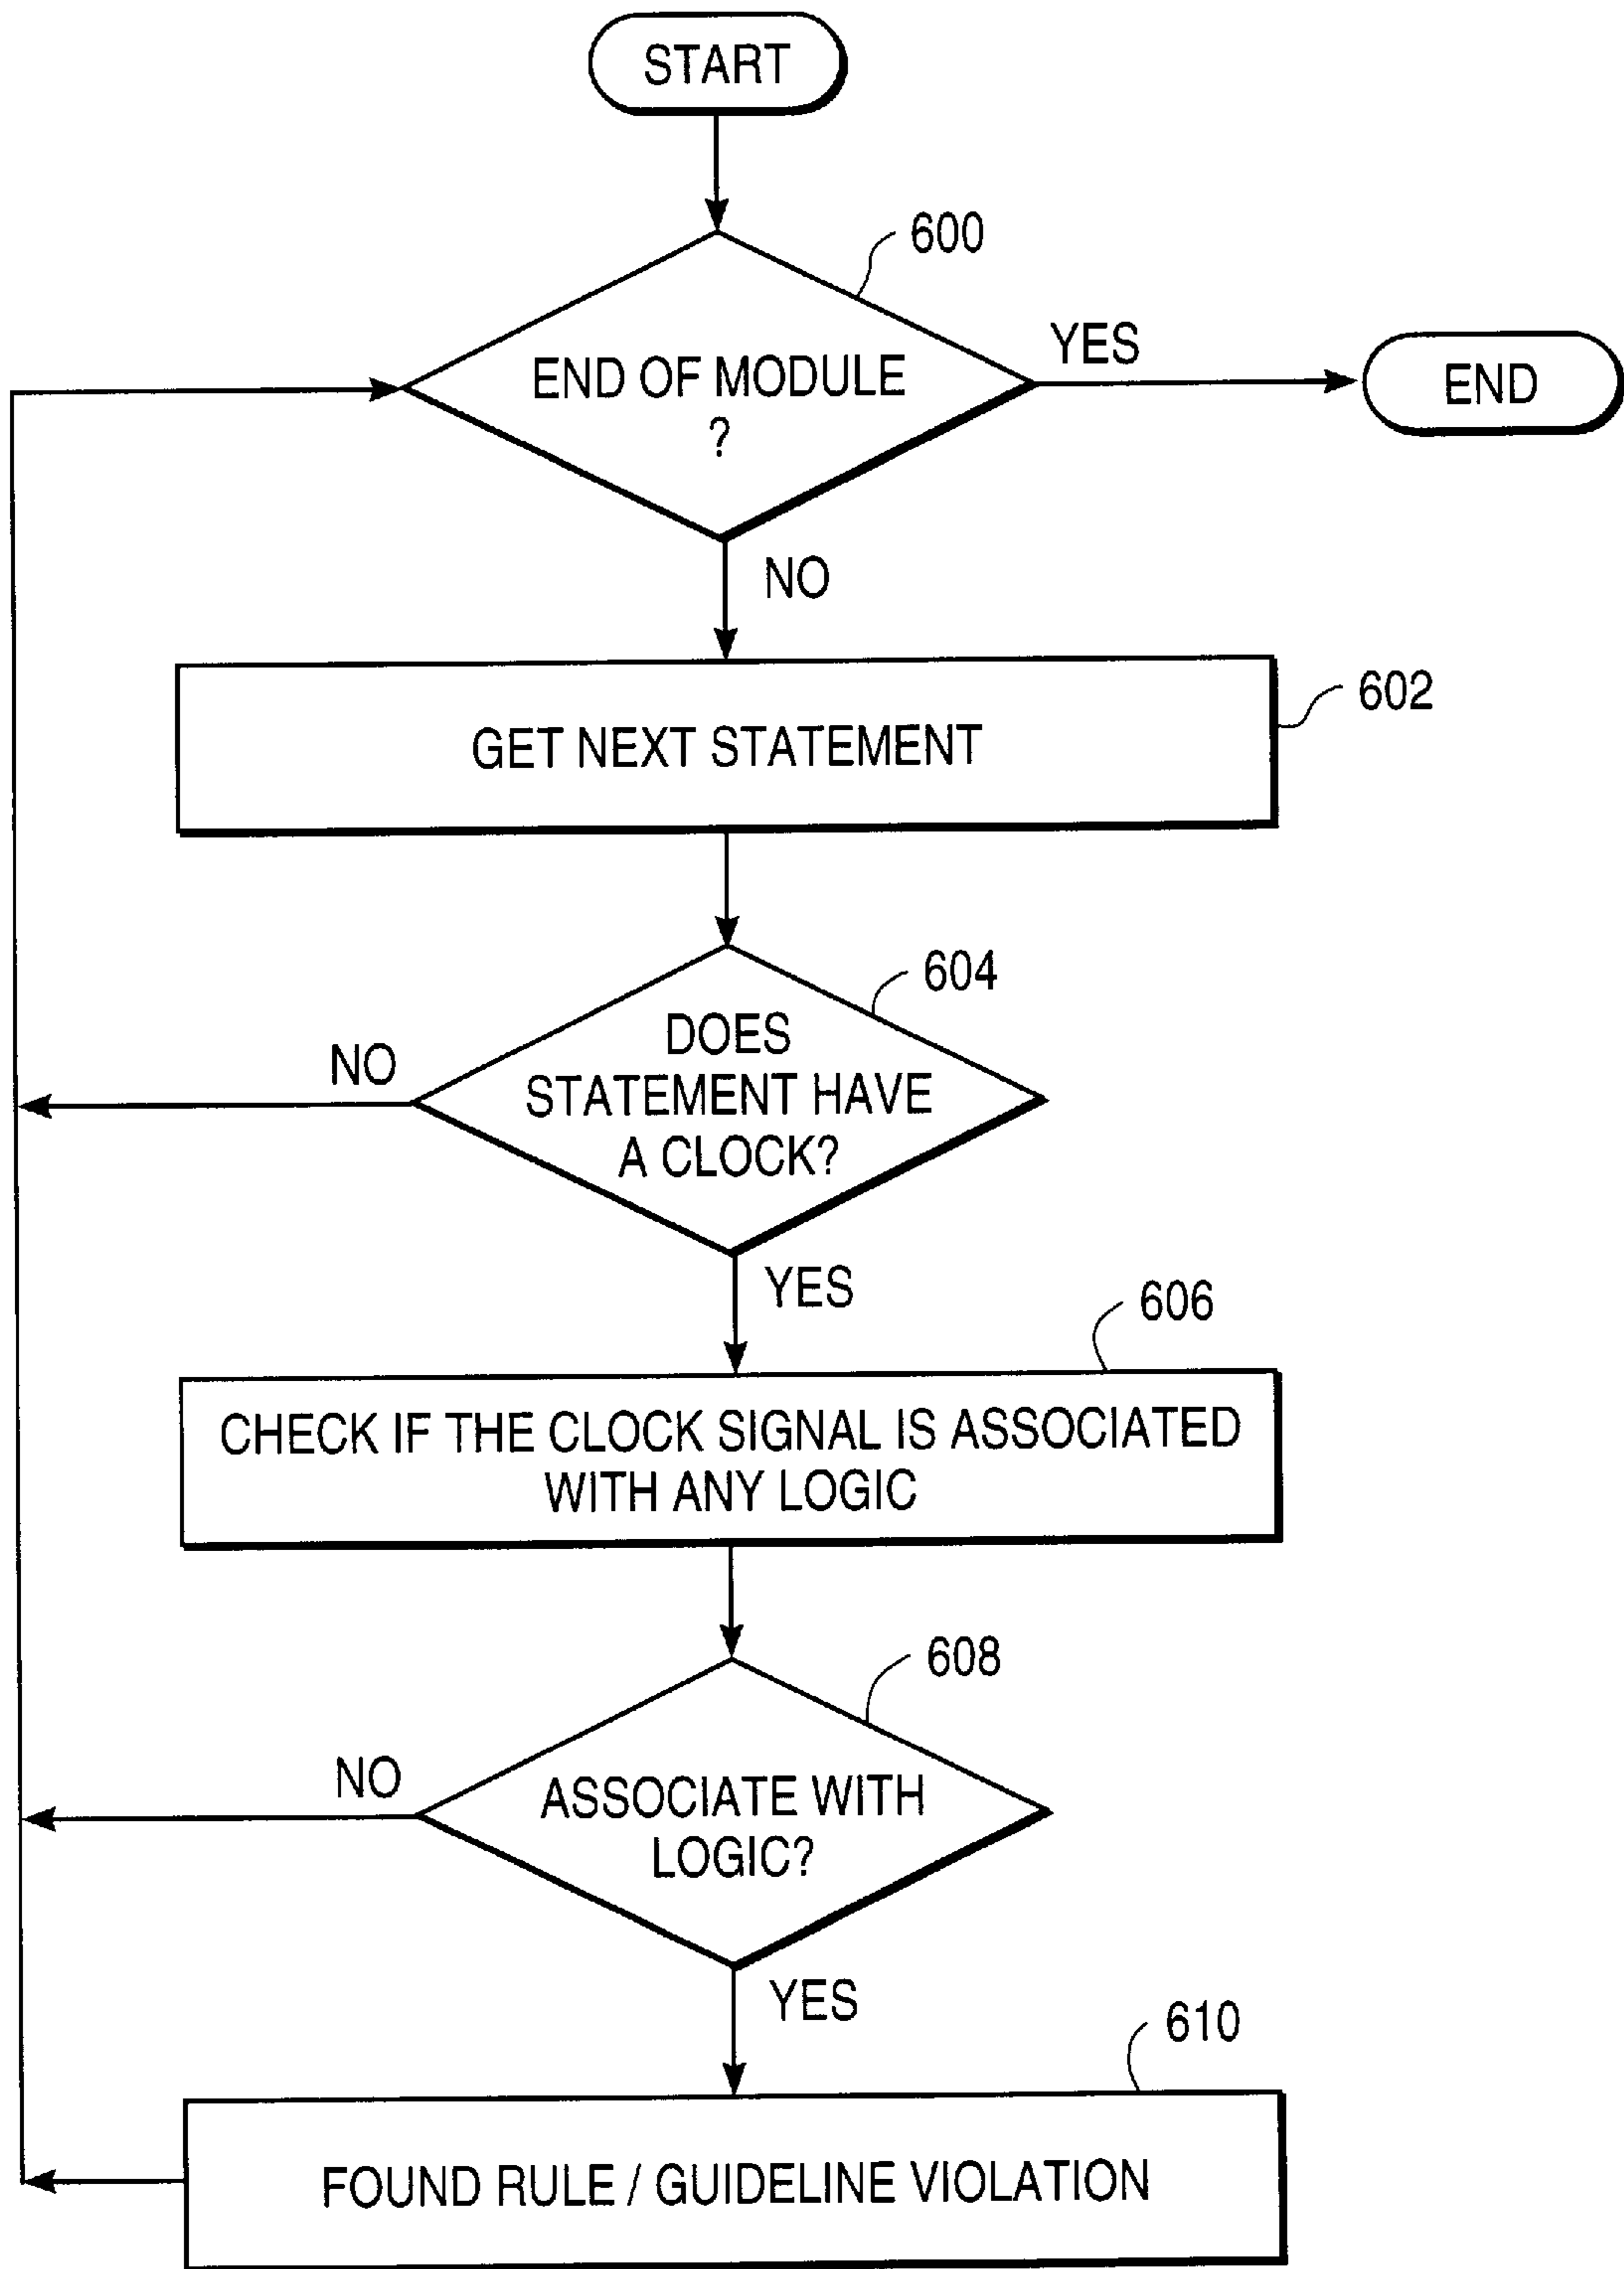 START
600
END OF MODULE
?
YES
END
NO
GET NEXT STATEMENT
602
604
DOES
STATEMENT HAVE
A CLOCK?
NO
YES
606
CHECK IF THE CLOCK SIGNAL IS ASSOCIATED
WITH ANY LOGIC
608
ASSOCIATE WITH
LOGIC?
NO
YES
610
FOUND RULE / GUIDELINE VIOLATION